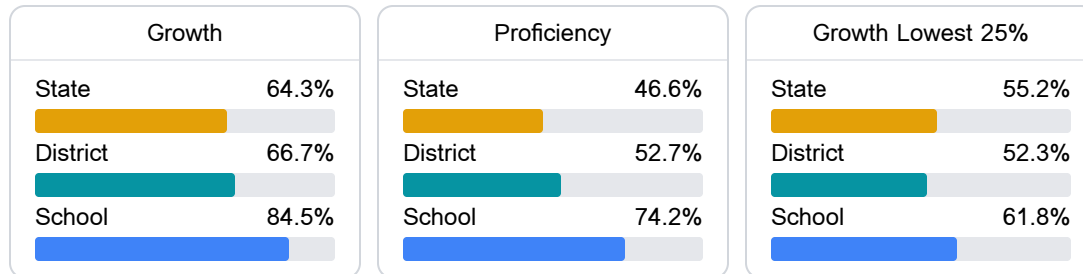 Growth
State 64.3%
District 66.7%
School 84.5%
Proficiency
State 46.6%
District 52.7%
School 74.2%
Growth Lowest 25%
State 55.2%
District 52.3%
School 61.8%